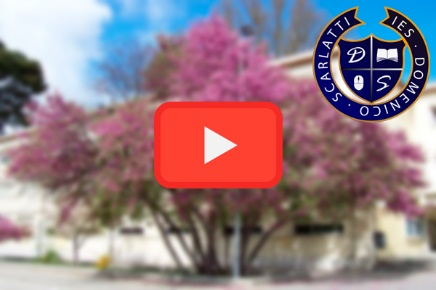 IES · DOMENICO · SCARLATTI
D S